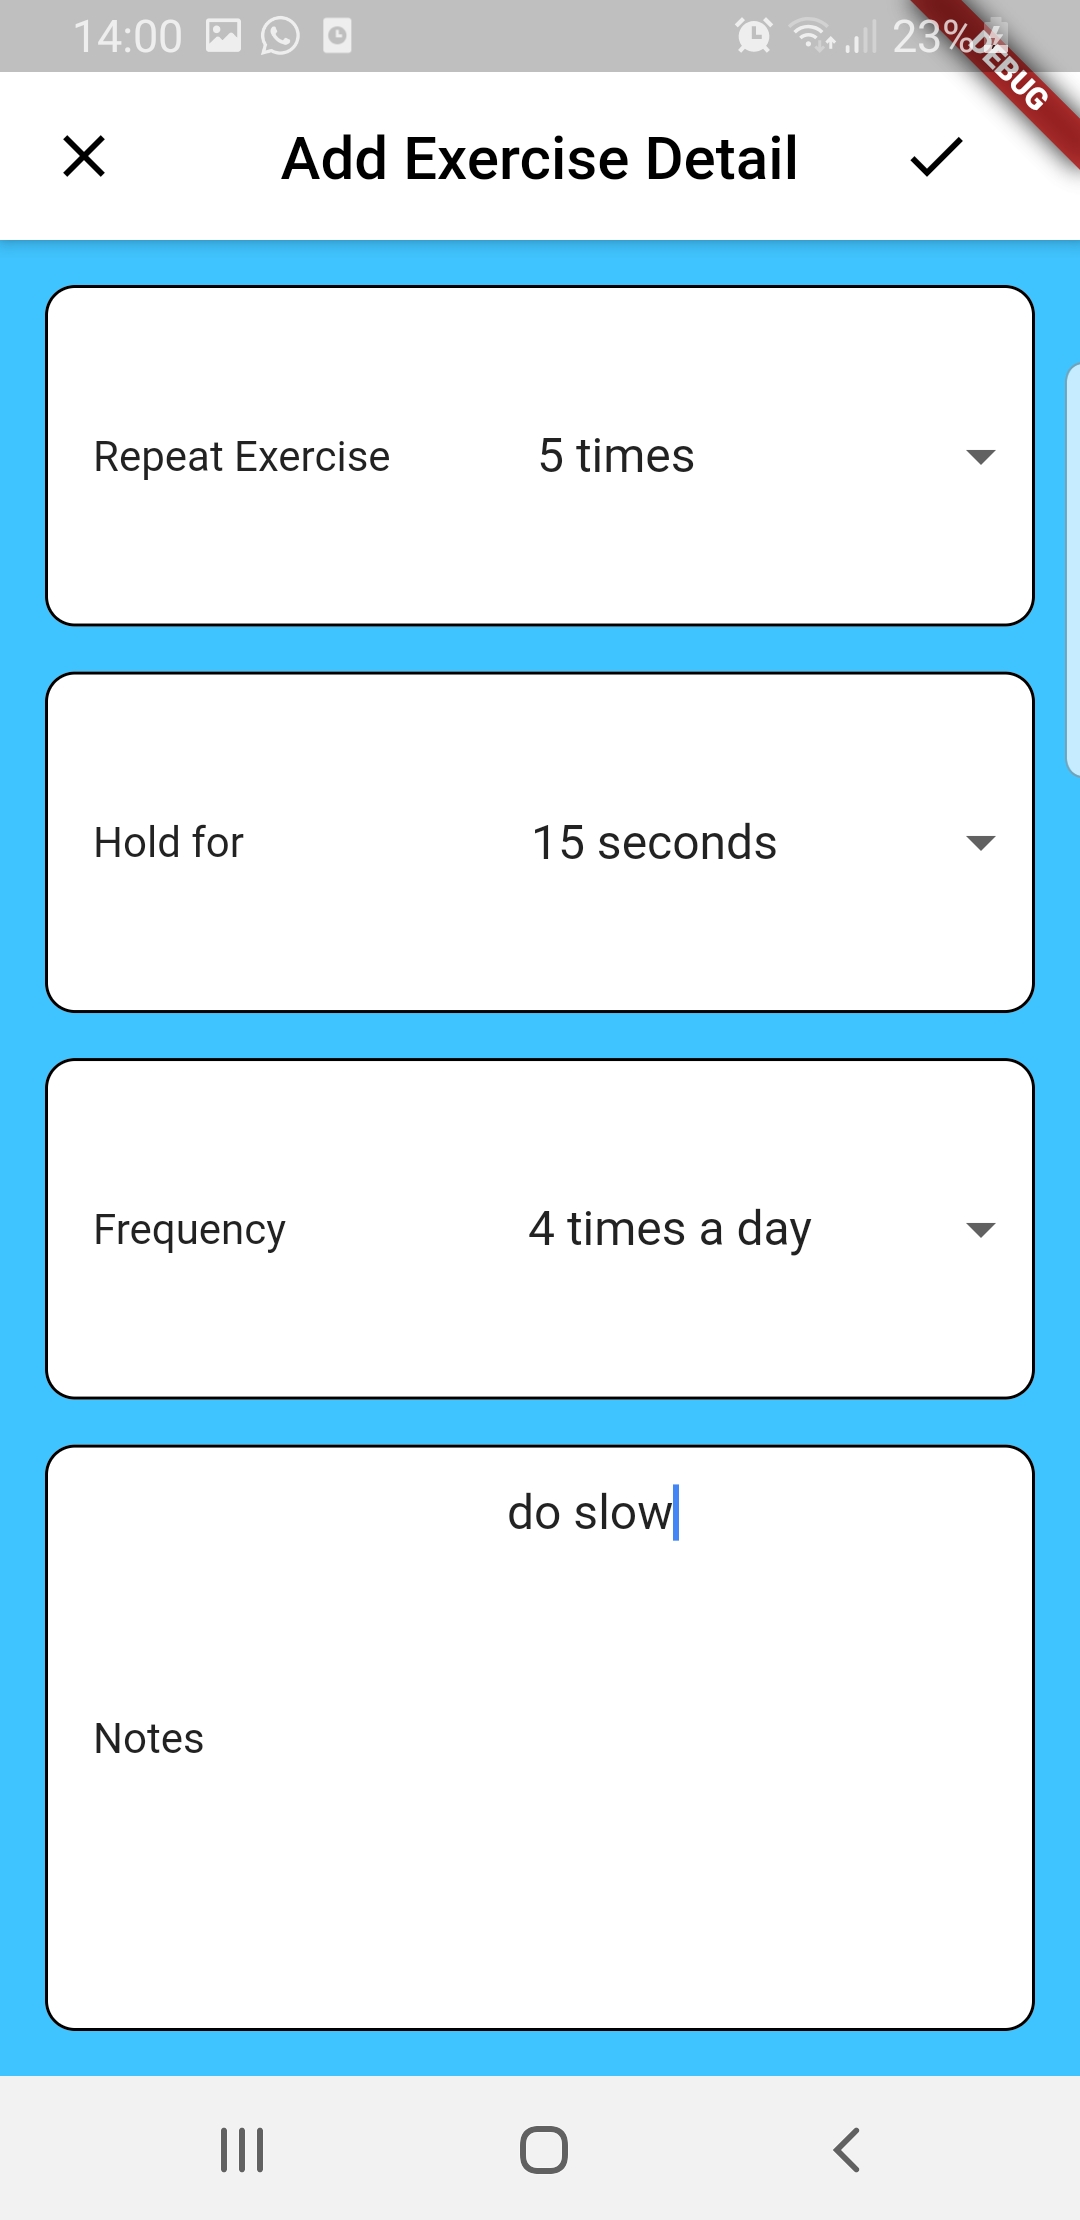 14:00 23%
DEBUG
Add Exercise Detail
Repeat Exercise 5 times
Hold for 15 seconds
Frequency 4 times a day
do slow
Notes